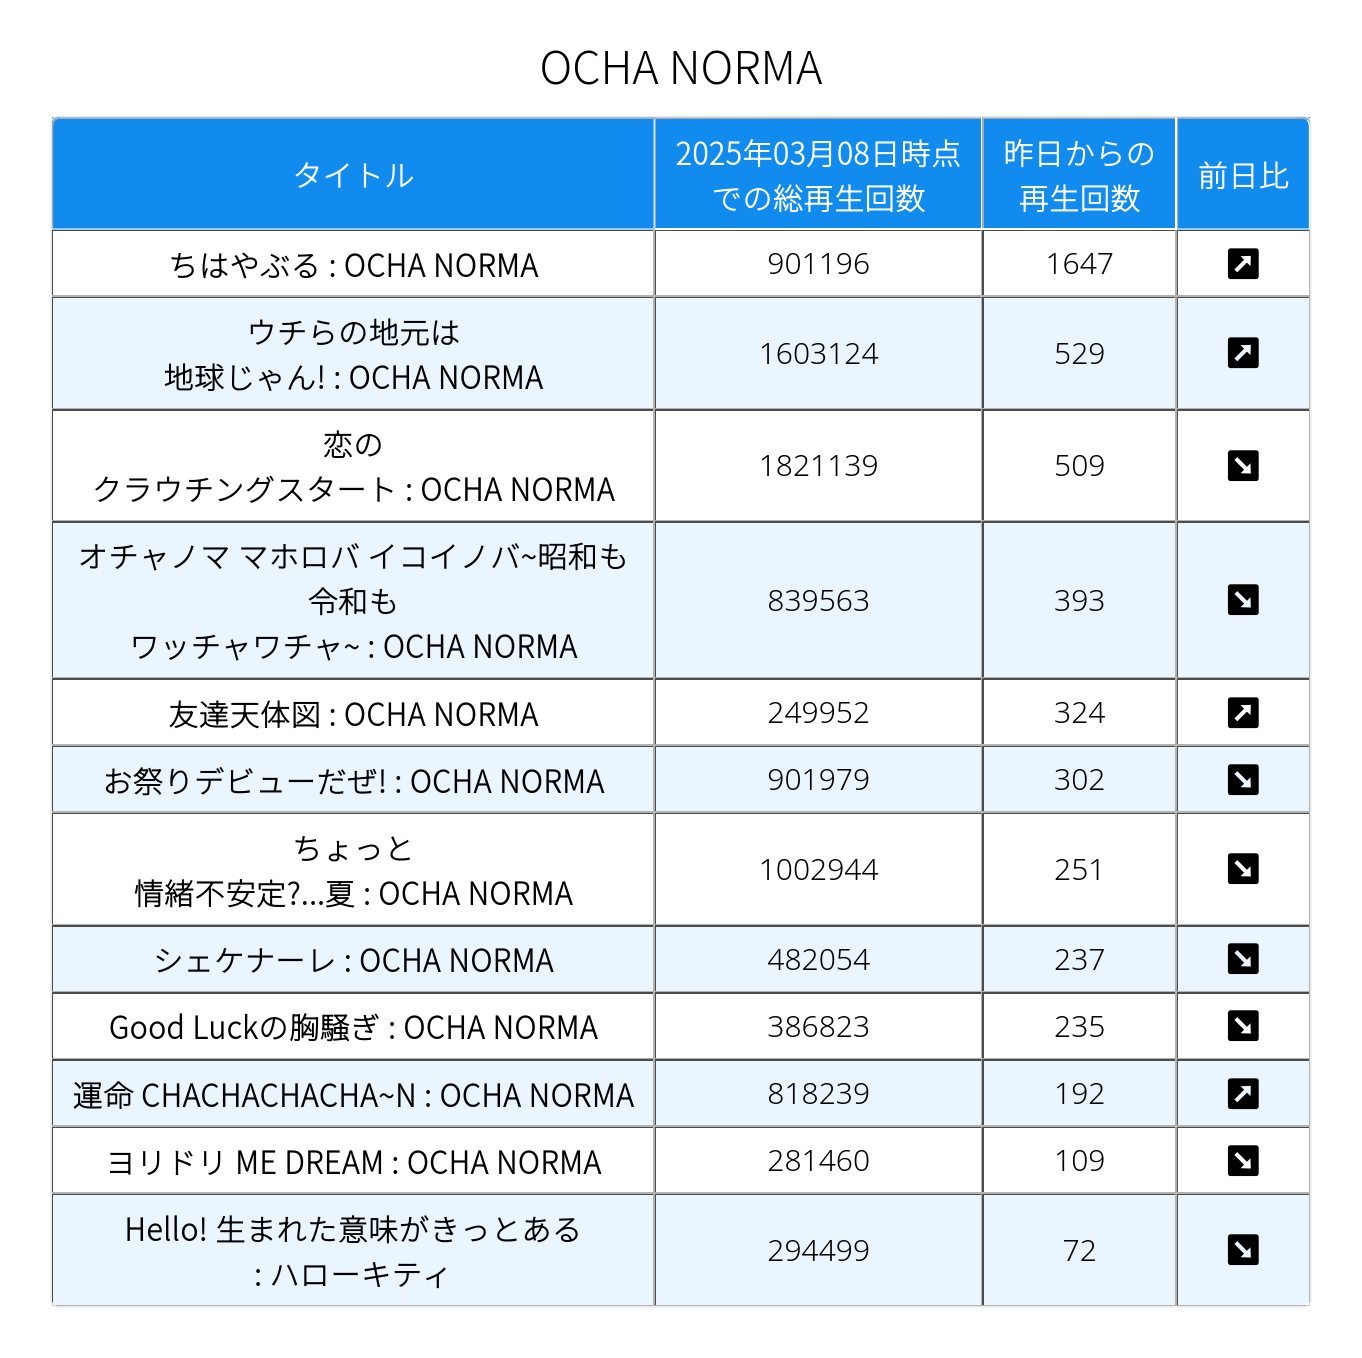 OCHA NORMA
タイトル
2025年03月08日時点
での総再生回数
昨日からの
再生回数
前日比
ちはやぶる : OCHA NORMA
901196
1647
ウチらの地元は
地球じゃん! : OCHA NORMA
1603124
529
恋の
クラウチングスタート : OCHA NORMA
1821139
509
オチャノマ マホロバ イコイノバ~昭和も
令和も
ワッチャワチャ~ : OCHA NORMA
839563
393
友達天体図 : OCHA NORMA
249952
324
お祭りデビューだぜ! : OCHA NORMA
901979
302
ちょっと
情緒不安定?...夏 : OCHA NORMA
1002944
251
シェケナーレ : OCHA NORMA
482054
237
Good Luckの胸騒ぎ : OCHA NORMA
386823
235
運命 CHACHACHACHA~N : OCHA NORMA
818239
192
ヨリドリ ME DREAM : OCHA NORMA
281460
109
Hello! 生まれた意味がきっとある
: ハローキティ
294499
72